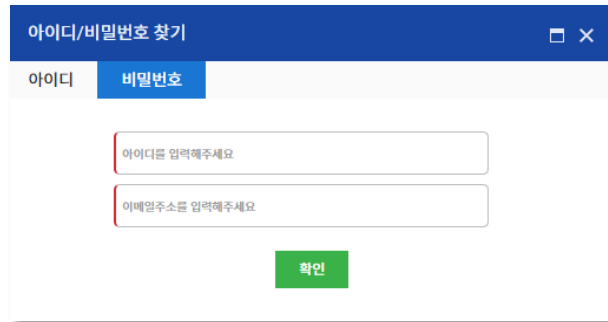 아이디/비밀번호 찾기
아이디 비밀번호
아이디를 입력해주세요
이메일주소를 입력해주세요
확인